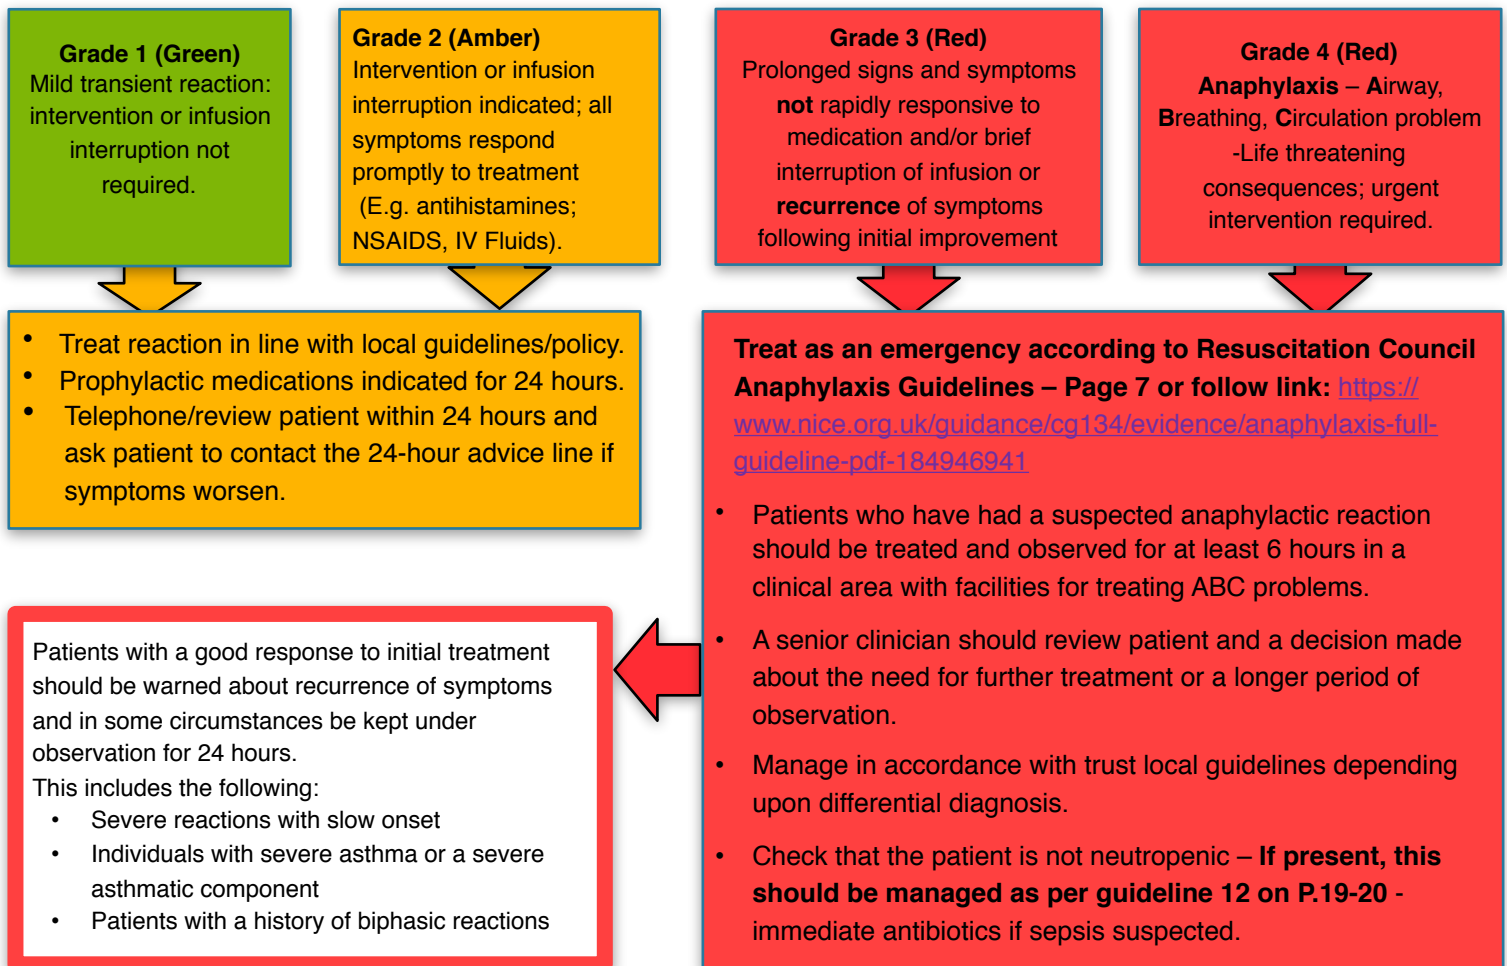 Grade 1 (Green)
Mild transient reaction:
intervention or infusion
interruption not
required.
Grade 2 (Amber)
Intervention or infusion
interruption indicated; all
symptoms respond
promptly to treatment
(E.g. antihistamines;
NSAIDS, IV Fluids).
Grade 3 (Red)
Prolonged signs and symptoms
not rapidly responsive to
medication and/or brief
interruption of infusion or
recurrence of symptoms
following initial improvement
Grade 4 (Red)
Anaphylaxis – Airway,
Breathing, Circulation problem
-Life threatening
consequences; urgent
intervention required.
• Treat reaction in line with local guidelines/policy.
• Prophylactic medications indicated for 24 hours.
• Telephone/review patient within 24 hours and
ask patient to contact the 24-hour advice line if
symptoms worsen.
Treat as an emergency according to Resuscitation Council
Anaphylaxis Guidelines – Page 7 or follow link: https://
www.nice.org.uk/guidance/cg134/evidence/anaphylaxis-full-
guideline-pdf-184946941
• Patients who have had a suspected anaphylactic reaction
should be treated and observed for at least 6 hours in a
clinical area with facilities for treating ABC problems.
• A senior clinician should review patient and a decision made
about the need for further treatment or a longer period of
observation.
• Manage in accordance with trust local guidelines depending
upon differential diagnosis.
• Check that the patient is not neutropenic – If present, this
should be managed as per guideline 12 on P.19-20 -
immediate antibiotics if sepsis suspected.
Patients with a good response to initial treatment
should be warned about recurrence of symptoms
and in some circumstances be kept under
observation for 24 hours.
This includes the following:
• Severe reactions with slow onset
• Individuals with severe asthma or a severe
asthmatic component
• Patients with a history of biphasic reactions